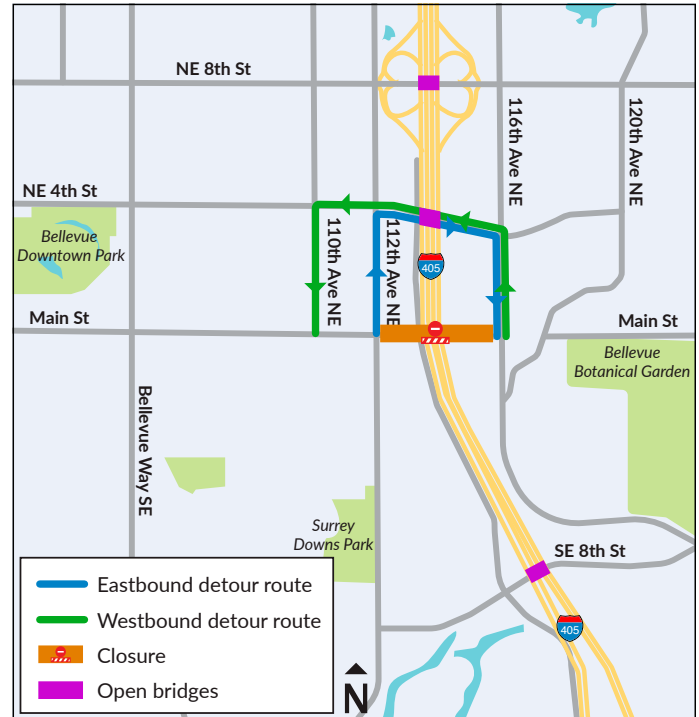 NE 8th St
116th Ave NE
120th Ave NE
NE 4th St
Bellevue
Downtown Park
110th Ave NE
112th Ave NE
405
Main St
Main St
Bellevue
Botanical Garden
Bellevue Way SE
Surrey
Downs Park
SE 8th St
405
Eastbound detour route
Westbound detour route
Closure
Open bridges
N